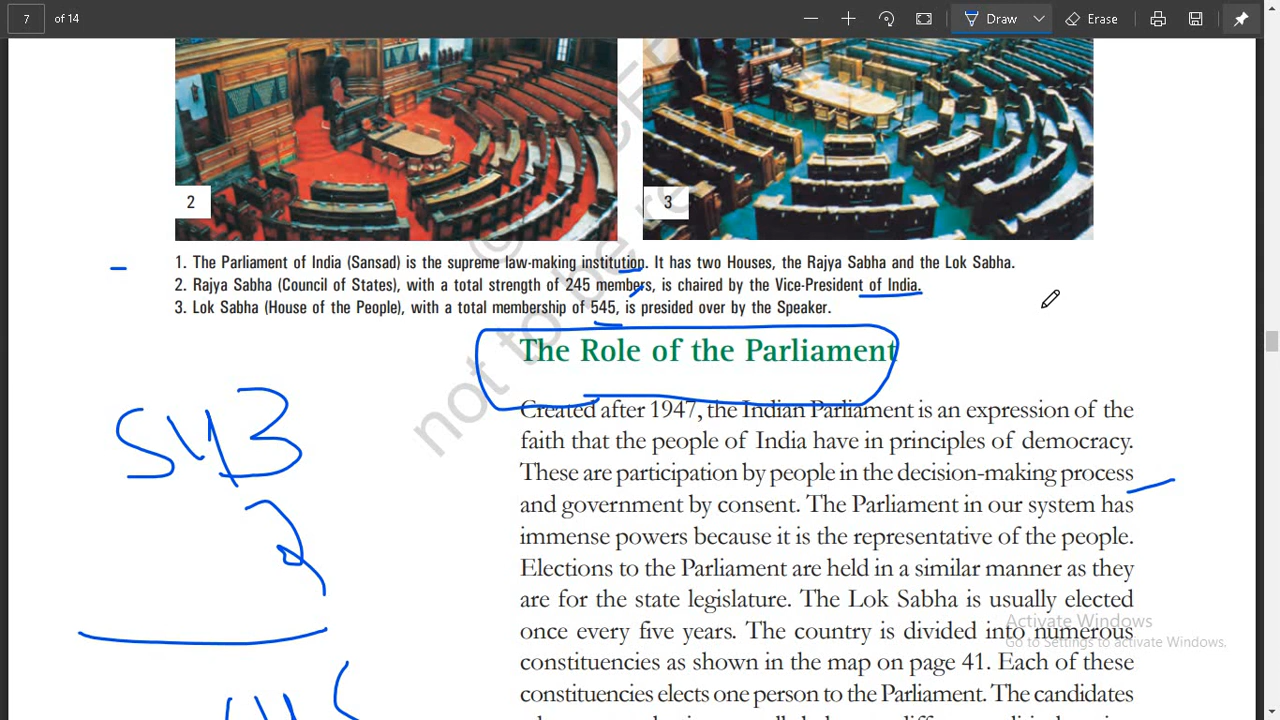 7 of 14
Draw
Erase
2
3
1. The Parliament of India (Sansad) is the supreme law-making institution. It has two Houses, the Rajya Sabha and the Lok Sabha.
2. Rajya Sabha (Council of States), with a total strength of 245 members, is chaired by the Vice-President of India.
3. Lok Sabha (House of the People), with a total membership of 545, is presided over by the Speaker.
The Role of the Parliament
543
Created after 1947, the Indian Parliament is an expression of the
faith that the people of India have in principles of democracy.
These are participation by people in the decision-making process
and government by consent. The Parliament in our system has
immense powers because it is the representative of the people.
Elections to the Parliament are held in a similar manner as they
are for the state legislature. The Lok Sabha is usually elected
once every five years. The country is divided into numerous
constituencies as shown in the map on page 41. Each of these
constituencies elects one person to the Parliament. The candidates
not to be re
Activate Windows
Go to Settings to activate Windows.